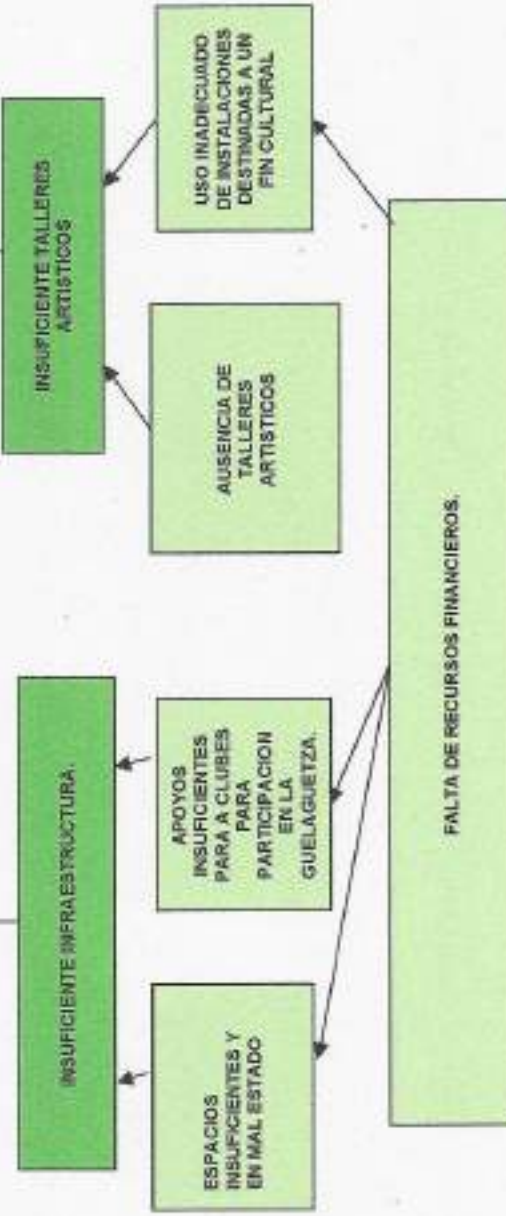 INSUFICIENTE INFRAESTRUCTURA.
INSUFICIENTE TALLERES
ARTISTICOS
ESPACIOS
INSUFICIENTES Y
EN MAL ESTADO
APOYOS
INSUFICIENTES
PARA A CLUBES
PARA
PARTICIPACION
EN LA
GUELAGUETZA.
AUSENCIA DE
TALLERES
ARTISTICOS
USO INADECUADO
DE INSTALACIONES
DESTINADAS A UN
FIN CULTURAL
FALTA DE RECURSOS FINANCIEROS.